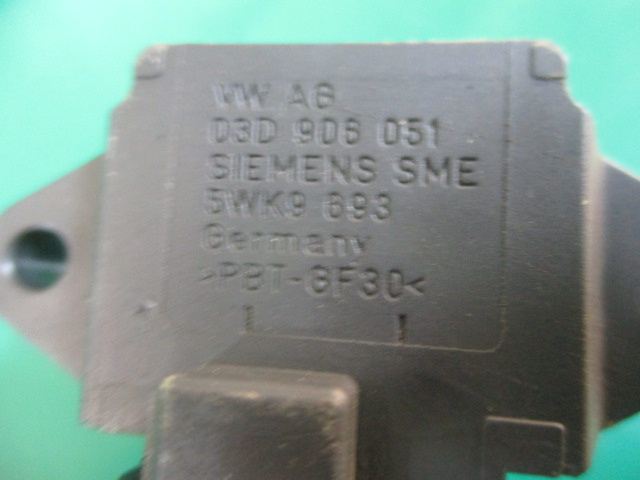 VW AG
03D 906 051
SIEMENS SME
5WK9 693
Germany
>PBT-GF30<